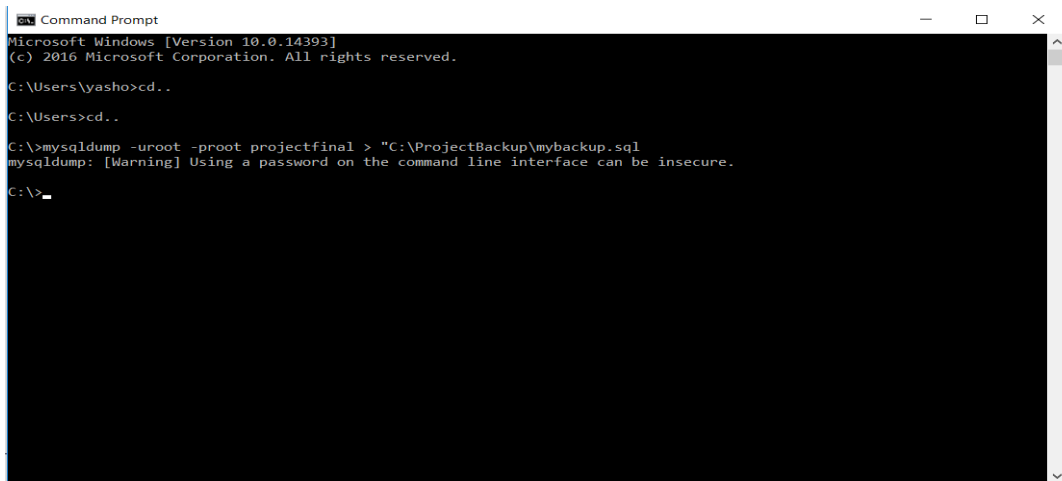 Command Prompt
Microsoft Windows [Version 10.0.14393]
(c) 2016 Microsoft Corporation. All rights reserved.
C:\Users\yasho>cd..
C:\Users>cd..
C:\>mysqldump -uroot -proot projectfinal > "C:\ProjectBackup\mybackup.sql
mysqldump: [Warning] Using a password on the command line interface can be insecure.
C:\>